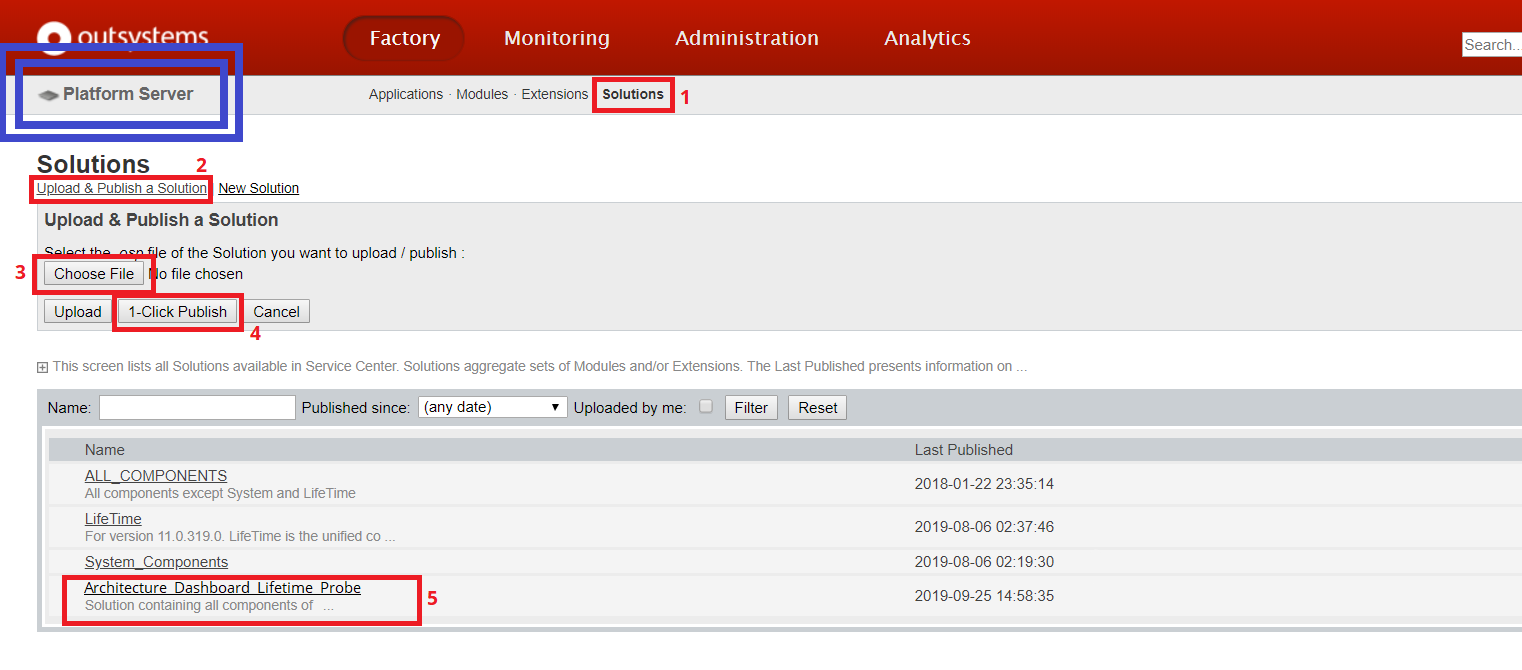 outsystems Factory Monitoring Administration Analytics Search...
Platform Server Applications · Modules · Extensions Solutions 1
Solutions 2
Upload & Publish a Solution New Solution
Upload & Publish a Solution
Select the .osp file of the Solution you want to upload / publish :
3 Choose File No file chosen
Upload 1-Click Publish Cancel
4
This screen lists all Solutions available in Service Center. Solutions aggregate sets of Modules and/or Extensions. The Last Published presents information on ...
Name: Published since: (any date) Uploaded by me: Filter Reset
Name Last Published
ALL_COMPONENTS
All components except System and LifeTime
2018-01-22 23:35:14
LifeTime
For version 11.0.319.0. LifeTime is the unified co ...
2019-08-06 02:37:46
System_Components 2019-08-06 02:19:30
Architecture_Dashboard_Lifetime_Probe
Solution containing all components of ...
2019-09-25 14:58:35
5